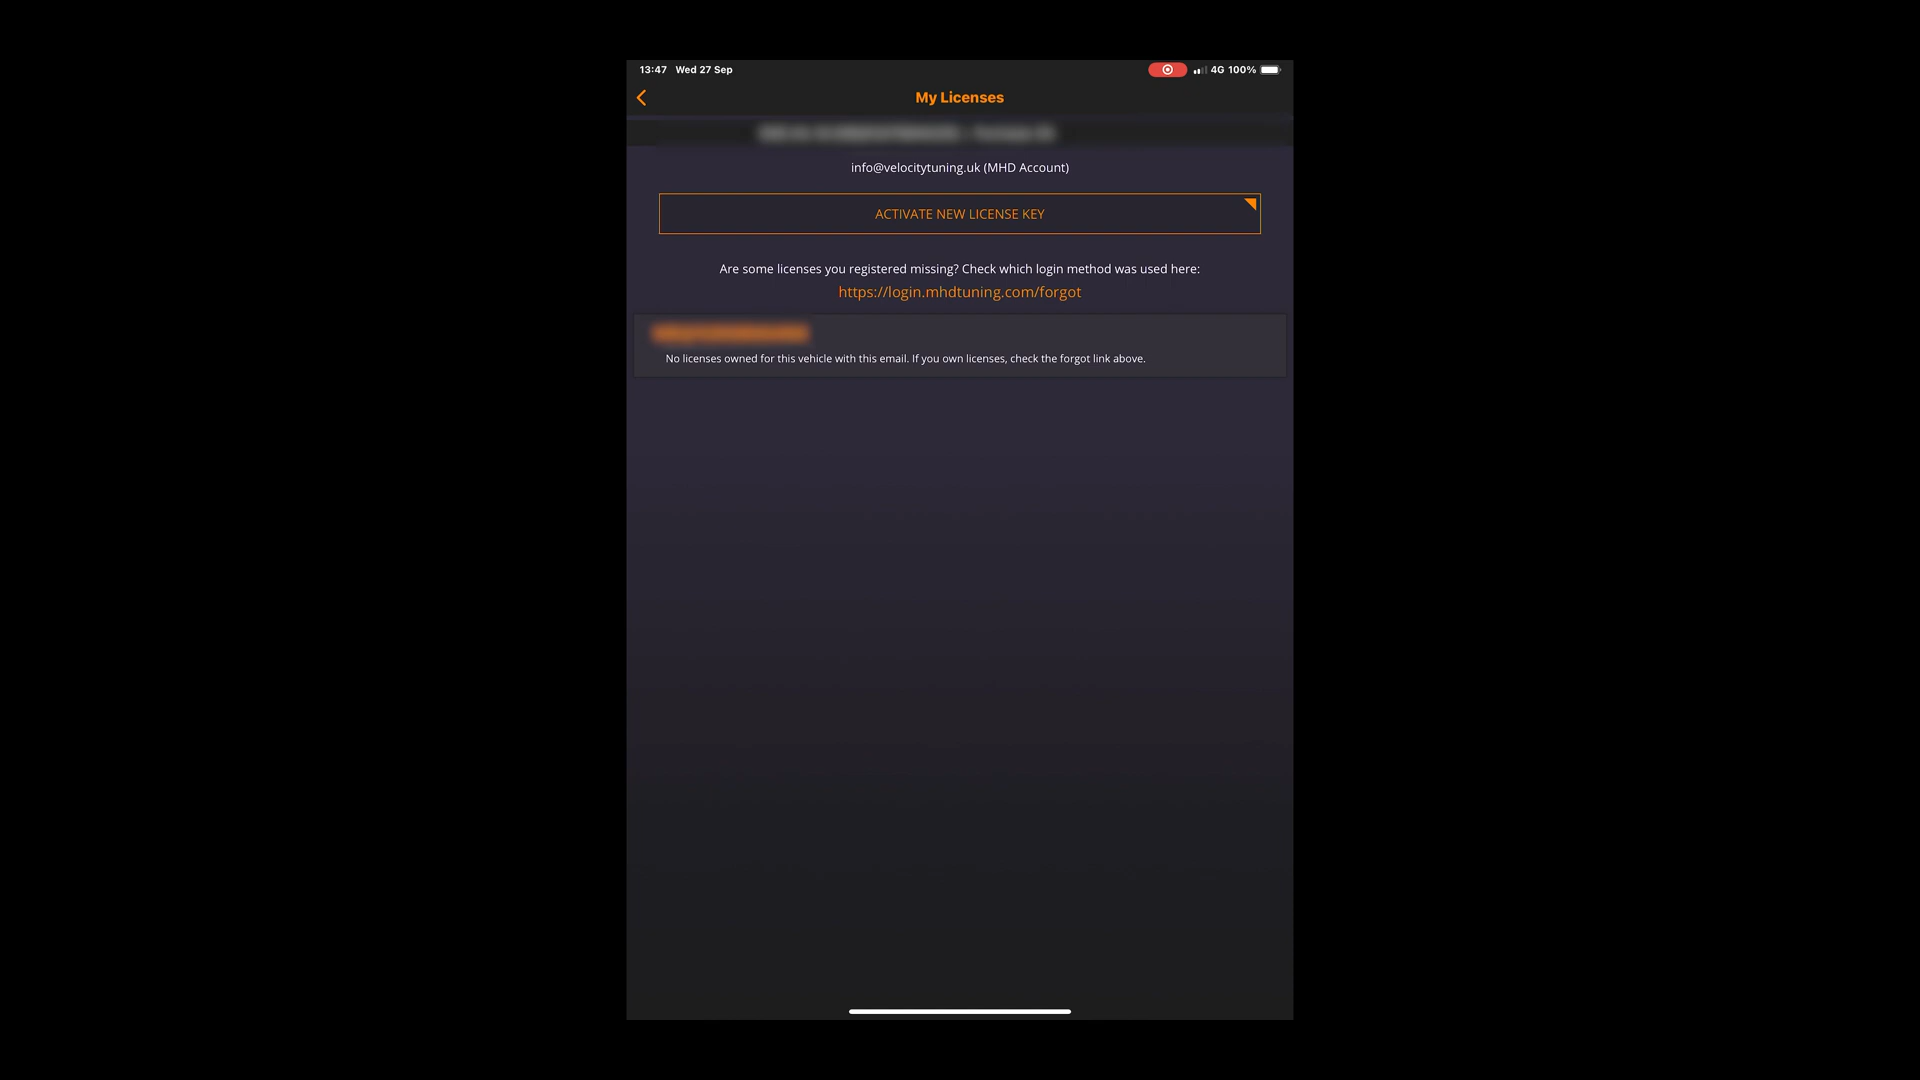 13:47 Wed 27 Sep
4G 100%
My Licenses
info@velocitytuning.uk (MHD Account)
ACTIVATE NEW LICENSE KEY
Are some licenses you registered missing? Check which login method was used here:
https://login.mhdtuning.com/forgot
No licenses owned for this vehicle with this email. If you own licenses, check the forgot link above.